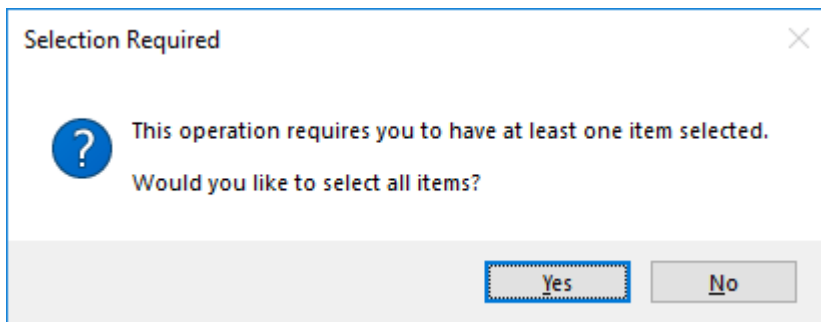 Selection Required
This operation requires you to have at least one item selected.
Would you like to select all items?
Yes
No